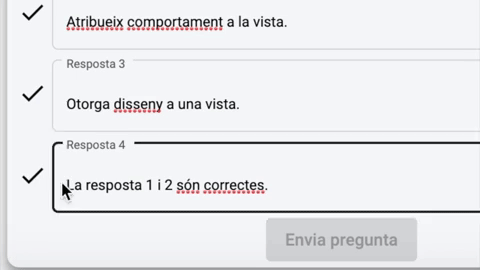 Atribueix comportament a la vista.
Resposta 3
Otorga disseny a una vista.
Resposta 4
La resposta 1 i 2 són correctes.
Envia pregunta